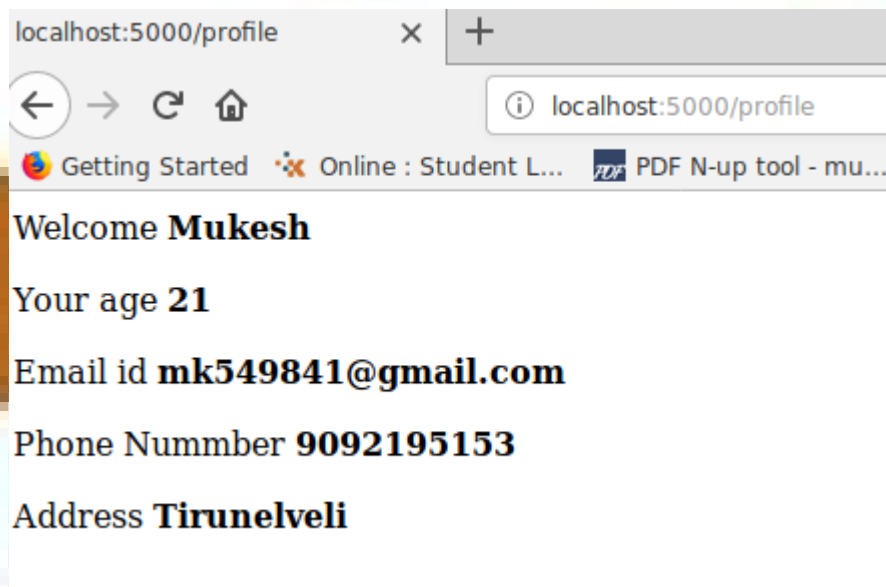 localhost:5000/profile
localhost:5000/profile
Getting Started Online : Student L... PDF PDF N-up tool - mu...
Welcome Mukesh
Your age 21
Email id mk549841@gmail.com
Phone Nummber 9092195153
Address Tirunelveli